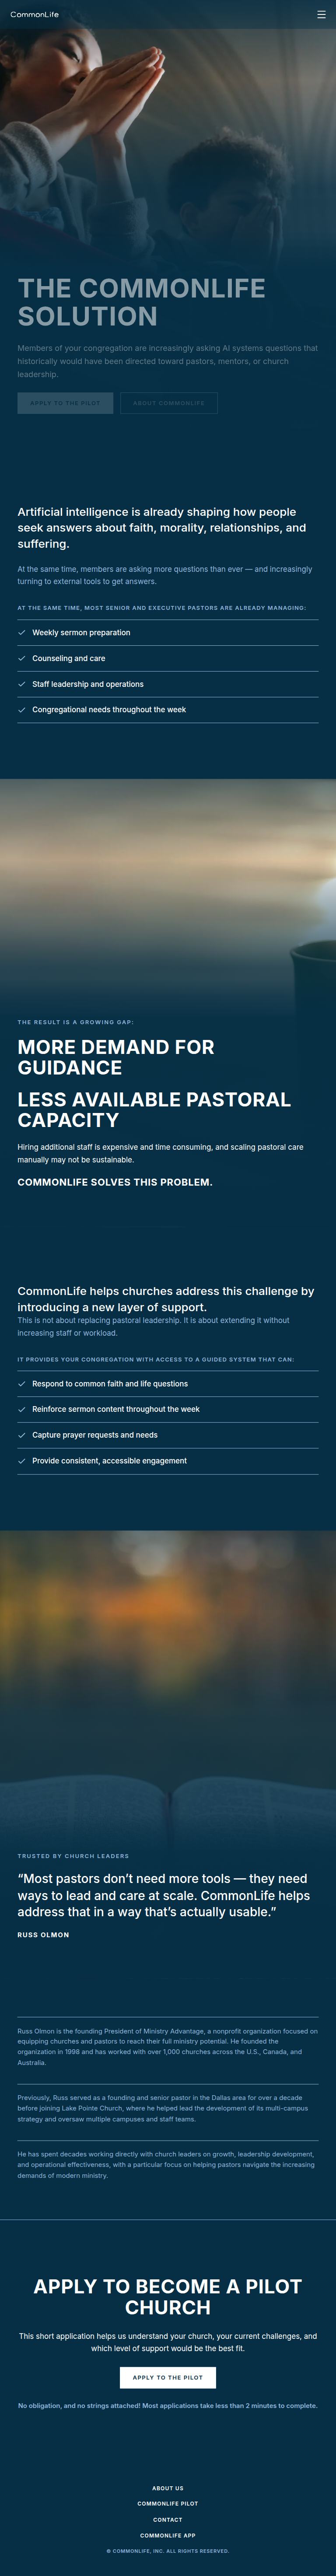 CommonLife
THE COMMONLIFE
SOLUTION
Members of your congregation are increasingly asking AI systems questions that
historically would have been directed toward pastors, mentors, or church
leadership.
APPLY TO THE PILOT
ABOUT COMMONLIFE
Artificial intelligence is already shaping how people
seek answers about faith, morality, relationships, and
suffering.
At the same time, members are asking more questions than ever — and increasingly
turning to external tools to get answers.
AT THE SAME TIME, MOST SENIOR AND EXECUTIVE PASTORS ARE ALREADY MANAGING:
Weekly sermon preparation
Counseling and care
Staff leadership and operations
Congregational needs throughout the week
THE RESULT IS A GROWING GAP:
MORE DEMAND FOR
GUIDANCE
LESS AVAILABLE PASTORAL
CAPACITY
Hiring additional staff is expensive and time consuming, and scaling pastoral care
manually may not be sustainable.
COMMONLIFE SOLVES THIS PROBLEM.
CommonLife helps churches address this challenge by
introducing a new layer of support.
This is not about replacing pastoral leadership. It is about extending it without
increasing staff or workload.
IT PROVIDES YOUR CONGREGATION WITH ACCESS TO A GUIDED SYSTEM THAT CAN:
Respond to common faith and life questions
Reinforce sermon content throughout the week
Capture prayer requests and needs
Provide consistent, accessible engagement
TRUSTED BY CHURCH LEADERS
“Most pastors don’t need more tools — they need
ways to lead and care at scale. CommonLife helps
address that in a way that’s actually usable.”
RUSS OLMON
Russ Olmon is the founding President of Ministry Advantage, a nonprofit organization focused on
equipping churches and pastors to reach their full ministry potential. He founded the
organization in 1998 and has worked with over 1,000 churches across the U.S., Canada, and
Australia.
Previously, Russ served as a founding and senior pastor in the Dallas area for over a decade
before joining Lake Pointe Church, where he helped lead the development of its multi-campus
strategy and oversaw multiple campuses and staff teams.
He has spent decades working directly with church leaders on growth, leadership development,
and operational effectiveness, with a particular focus on helping pastors navigate the increasing
demands of modern ministry.
APPLY TO BECOME A PILOT
CHURCH
This short application helps us understand your church, your current challenges, and
which level of support would be the best fit.
APPLY TO THE PILOT
No obligation, and no strings attached! Most applications take less than 2 minutes to complete.
ABOUT US
COMMONLIFE PILOT
CONTACT
COMMONLIFE APP
© COMMONLIFE, INC. ALL RIGHTS RESERVED.